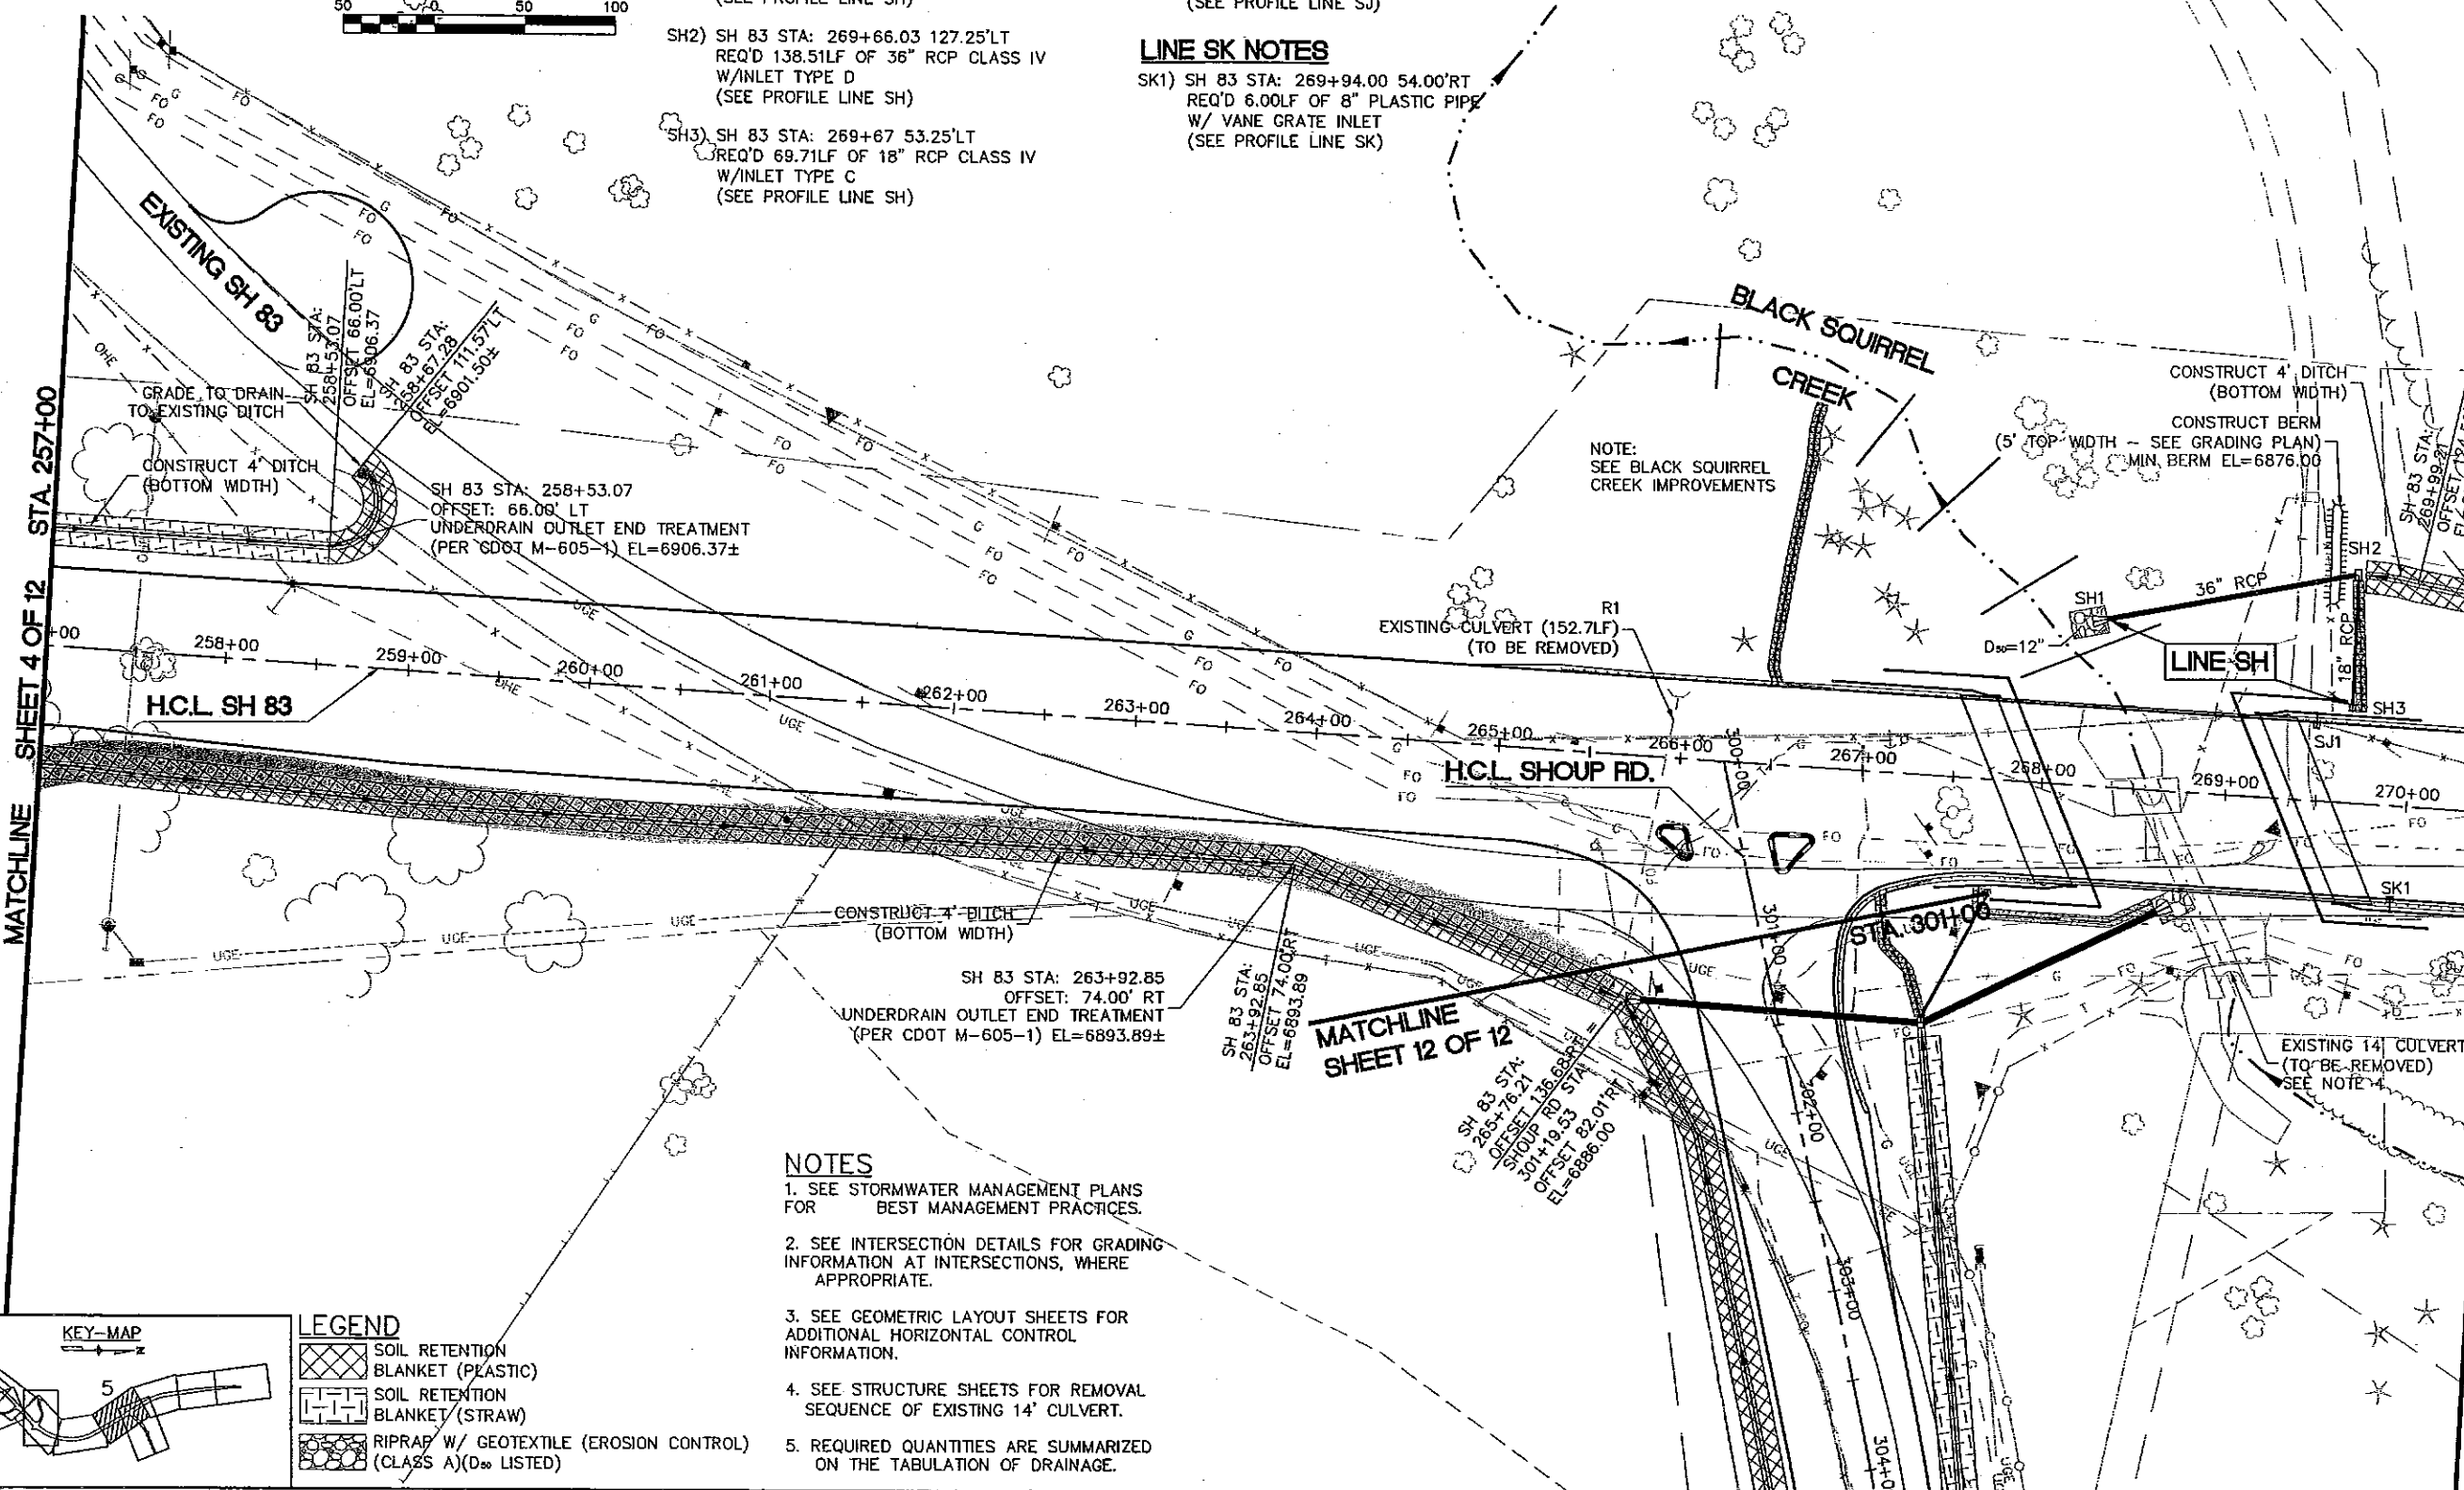 50 0 50 100
(SEE PROFILE LINE SH)
SH2) SH 83 STA: 269+66.03 127.25'LT
REQ'D 138.51LF OF 36" RCP CLASS IV
W/INLET TYPE D
(SEE PROFILE LINE SH)
SH3) SH 83 STA: 269+67 53.25'LT
REQ'D 69.71LF OF 18" RCP CLASS IV
W/INLET TYPE C
(SEE PROFILE LINE SH)
(SEE PROFILE LINE SJ)
LINE SK NOTES
SK1) SH 83 STA: 269+94.00 54.00'RT
REQ'D 6.00LF OF 8" PLASTIC PIPE
W/ VANE GRATE INLET
(SEE PROFILE LINE SK)
EXISTING SH 83
SH 83 STA:
258+53.07
OFFSET 66.00'LT
EL=6906.37
SH 83 STA:
258+67.28
OFFSET 111.57'LT
EL=6901.50±
GRADE TO DRAIN
TO EXISTING DITCH
CONSTRUCT 4' DITCH
(BOTTOM WIDTH)
SH 83 STA: 258+53.07
OFFSET: 66.00' LT
UNDERDRAIN OUTLET END TREATMENT
(PER CDOT M-605-1) EL=6906.37±
MATCHLINE SHEET 4 OF 12 STA. 257+00
BLACK SQUIRREL
CREEK
NOTE:
SEE BLACK SQUIRREL
CREEK IMPROVEMENTS
CONSTRUCT 4' DITCH
(BOTTOM WIDTH)
CONSTRUCT BERM
(5' TOP WIDTH - SEE GRADING PLAN)
MIN. BERM EL=6876.00
SH 83 STA:
269+99.21
SH2
36" RCP
SH1
D50=12"
LINE SH
18" RCP
SH3
SJ1
R1
EXISTING CULVERT (152.7LF)
(TO BE REMOVED)
+00
258+00
259+00
260+00
261+00
262+00
263+00
264+00
265+00
266+00
267+00
268+00
269+00
270+00
H.C.L. SH 83
H.C.L. SHOUP RD.
300+00
301+00
302+00
303+00
304+0
SK1
STA. 301+00
CONSTRUCT 4' DITCH
(BOTTOM WIDTH)
SH 83 STA: 263+92.85
OFFSET: 74.00' RT
UNDERDRAIN OUTLET END TREATMENT
(PER CDOT M-605-1) EL=6893.89±
SH 83 STA:
263+92.85
OFFSET 74.00'RT
EL=6893.89
MATCHLINE
SHEET 12 OF 12
SH 83 STA:
265+76.21
OFFSET 136.68'RT =
SHOUP RD STA:
301+19.53
OFFSET 82.01'RT
EL=6886.00
EXISTING 14' CULVERT
(TO BE REMOVED)
SEE NOTE 4
NOTES
1. SEE STORMWATER MANAGEMENT PLANS
FOR BEST MANAGEMENT PRACTICES.
2. SEE INTERSECTION DETAILS FOR GRADING
INFORMATION AT INTERSECTIONS, WHERE
APPROPRIATE.
3. SEE GEOMETRIC LAYOUT SHEETS FOR
ADDITIONAL HORIZONTAL CONTROL
INFORMATION.
4. SEE STRUCTURE SHEETS FOR REMOVAL
SEQUENCE OF EXISTING 14' CULVERT.
5. REQUIRED QUANTITIES ARE SUMMARIZED
ON THE TABULATION OF DRAINAGE.
KEY-MAP
5
LEGEND
SOIL RETENTION
BLANKET (PLASTIC)
SOIL RETENTION
BLANKET (STRAW)
RIPRAP W/ GEOTEXTILE (EROSION CONTROL)
(CLASS A)(D50 LISTED)